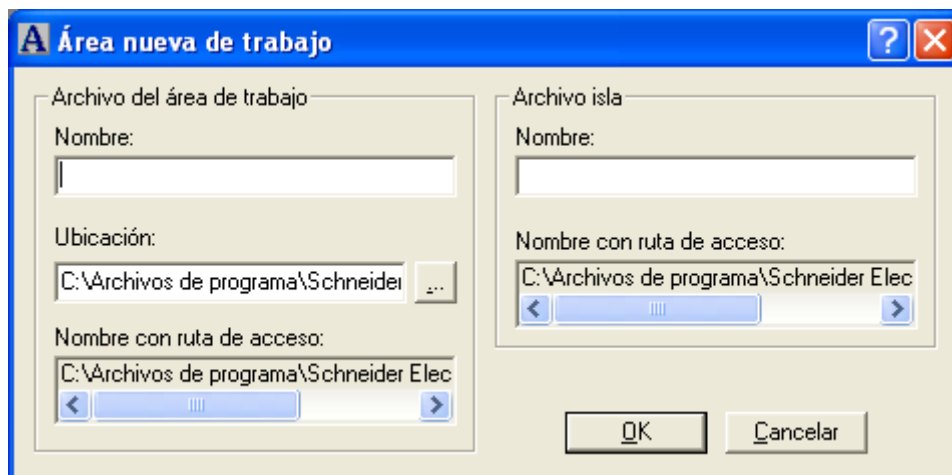 Área nueva de trabajo
Archivo del área de trabajo
Nombre:
Ubicación:
C:\Archivos de programa\Schneider
...
Nombre con ruta de acceso:
C:\Archivos de programa\Schneider Elec
Archivo isla
Nombre:
Nombre con ruta de acceso:
C:\Archivos de programa\Schneider Elec
OK
Cancelar